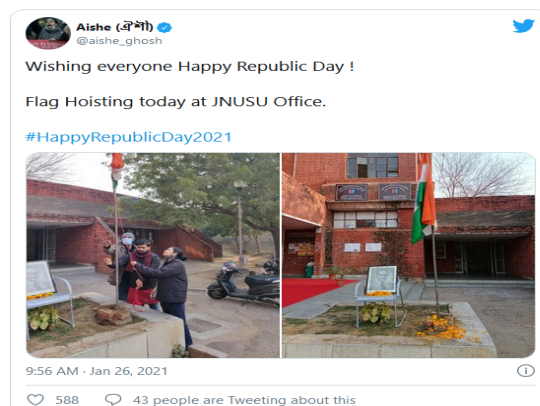 Aishe (ঐশী)
@aishe_ghosh
Wishing everyone Happy Republic Day !
Flag Hoisting today at JNUSU Office.
#HappyRepublicDay2021
9:56 AM · Jan 26, 2021
588 43 people are Tweeting about this